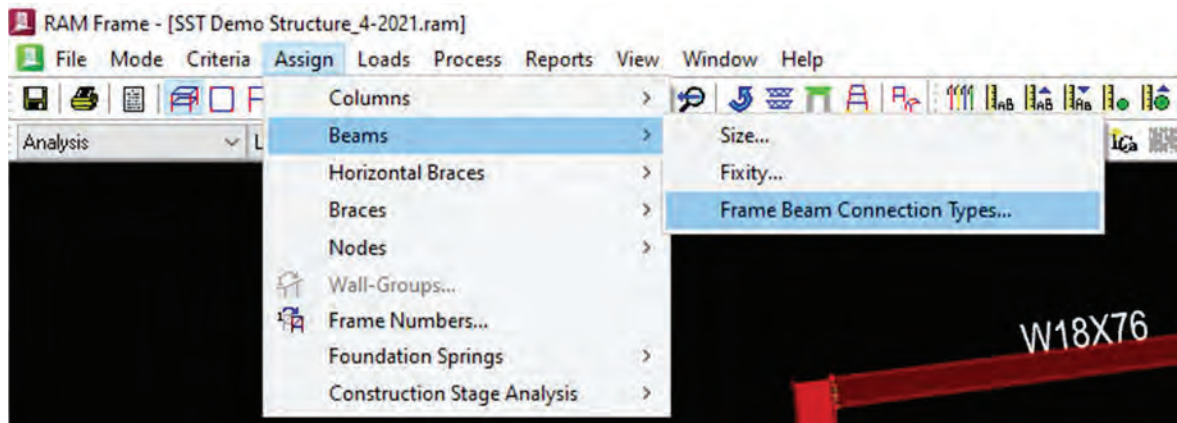 RAM Frame - [SST Demo Structure_4-2021.ram]
File Mode Criteria Assign Loads Process Reports View Window Help
Analysis
Columns
Beams
Horizontal Braces
Braces
Nodes
Wall-Groups...
Frame Numbers...
Foundation Springs
Construction Stage Analysis
Size...
Fixity...
Frame Beam Connection Types...
W18X76